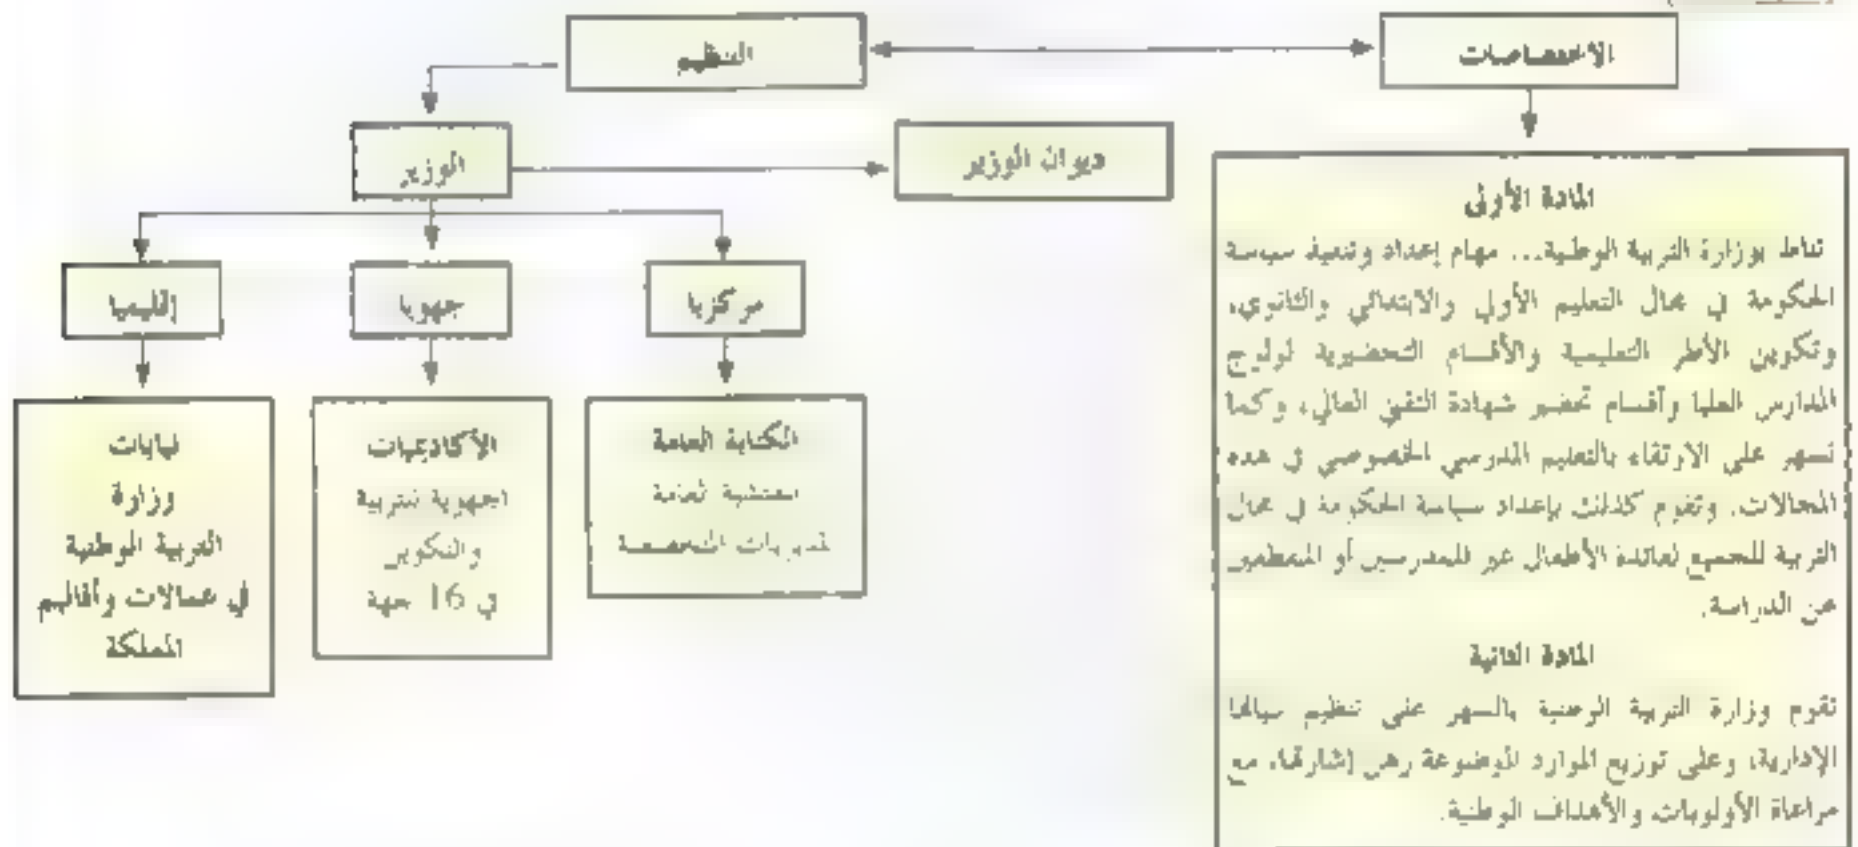 الاختصاصات
التنظيم
الوزير
ديوان الوزير
مركزيا
جهويا
إقليميا
الكتابة العامة
المفتشية العامة
المديريات المتخصصة
الأكاديميات
الجهوية للتربية
والتكوين
في 16 جهة
نيابات
وزارة
التربية الوطنية
في عمالات وأقاليم
المملكة
المادة الأولى
تناط بوزارة التربية الوطنية... مهام إعداد وتنفيذ سياسة
الحكومة في مجال التعليم الأولي والابتدائي والثانوي،
وتكوين الأطر التعليمية والأقسام التحضيرية لولوج
المدارس العليا وأقسام تحضير شهادة التقني العالي، وكما
تسهر على الارتقاء بالتعليم المدرسي الخصوصي في هذه
المجالات. وتقوم كذلك بإعداد سياسة الحكومة في مجال
التربية للجميع لفائدة الأطفال غير المدرسين أو المنقطعين
عن الدراسة.
المادة الثانية
تقوم وزارة التربية الوطنية بالسهر على تنظيم هياكلها
الإدارية، وعلى توزيع الموارد الموضوعة رهن إشارتها، مع
مراعاة الأولويات والأهداف الوطنية.